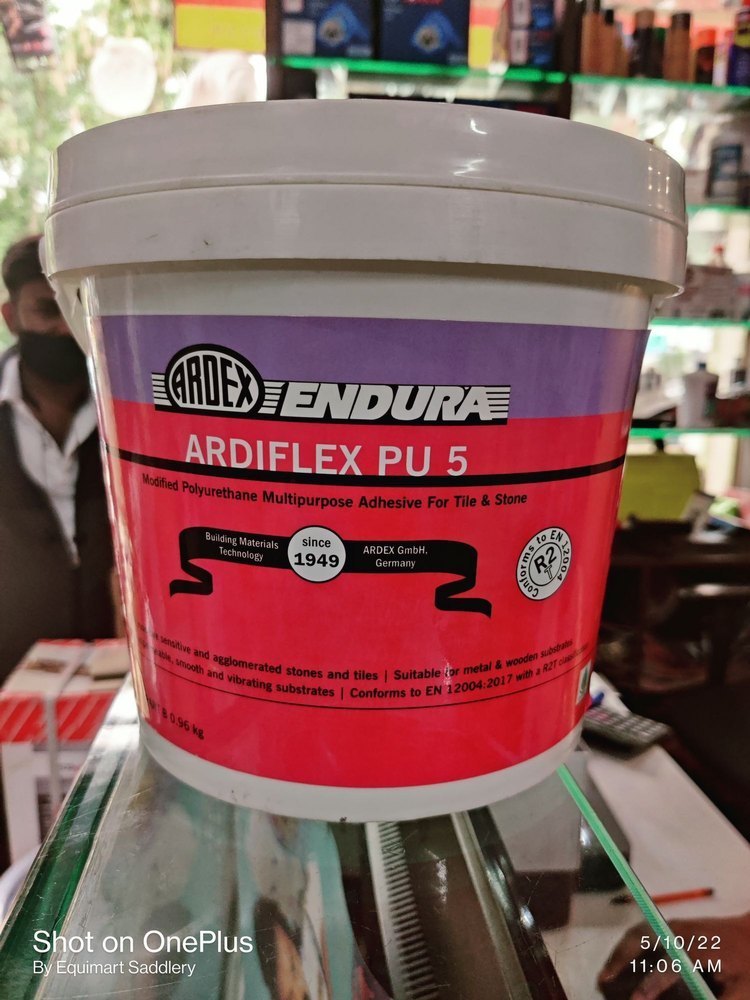 ARDEX ENDURA
ARDIFLEX PU 5
Modified Polyurethane Multipurpose Adhesive For Tile & Stone
Building Materials
Technology
since
1949
ARDEX GmbH.
Germany
Conforms to EN 12004
R2
sensitive and agglomerated stones and tiles | Suitable for metal & wooden substrates
smooth and vibrating substrates | Conforms to EN 12004:2017 with a R2T
B 0.96 kg
Shot on OnePlus
By Equimart Saddlery
5/10/22
11:06 AM